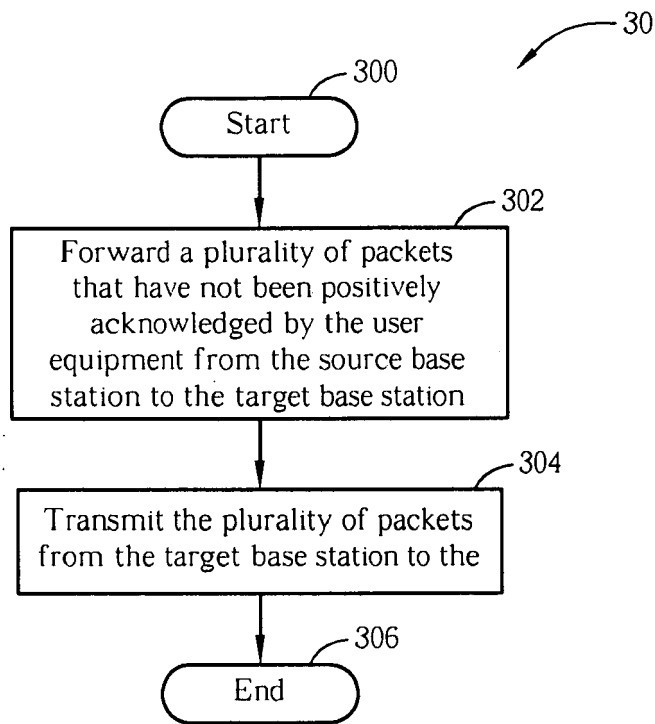 30
300
Start
302
Forward a plurality of packets
that have not been positively
acknowledged by the user
equipment from the source base
station to the target base station
304
Transmit the plurality of packets
from the target base station to the
306
End